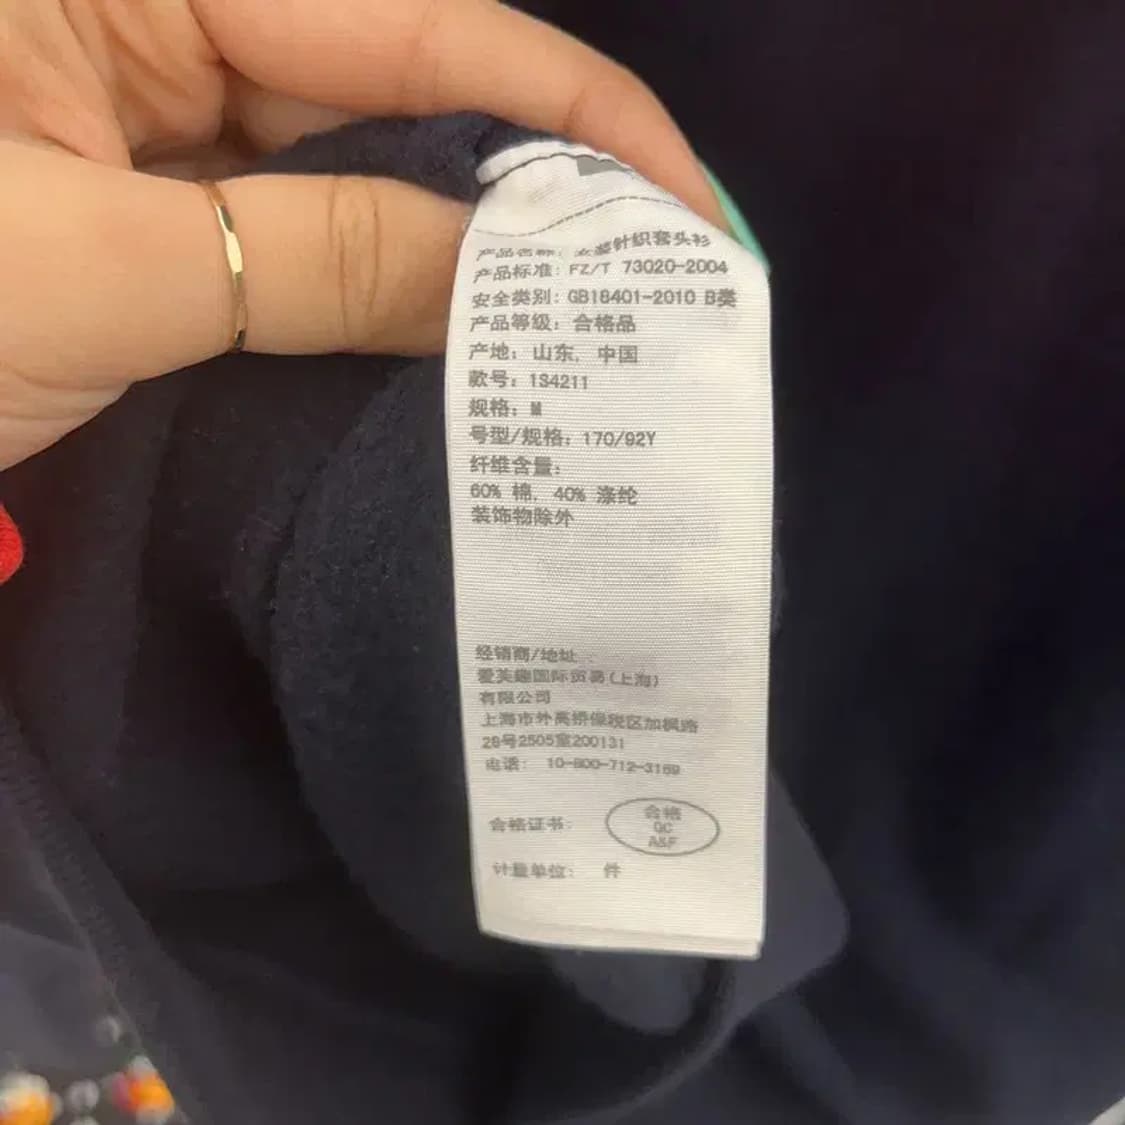 产品名称: 女装针织套头衫
产品标准: FZ/T 73020-2004
安全类别: GB18401-2010 B类
产品等级: 合格品
产地: 山东, 中国
款号: 1S4211
规格: M
号型/规格: 170/92Y
纤维含量:
60% 棉, 40% 涤纶
装饰物除外
经销商/地址:
爱芙趣国际贸易(上海)
有限公司
上海市外高桥保税区加枫路
28号2505室200131
电话: 10-800-712-3169
合格证书:
合格
QC
A&F
计量单位: 件